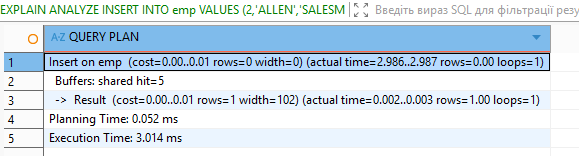 EXPLAIN ANALYZE INSERT INTO emp VALUES (2,'ALLEN','SALESM
Введіть вираз SQL для фільтрації резу
A-Z QUERY PLAN
1 Insert on emp (cost=0.00..0.01 rows=0 width=0) (actual time=2.986..2.987 rows=0.00 loops=1)
2 Buffers: shared hit=5
3 -> Result (cost=0.00..0.01 rows=1 width=102) (actual time=0.002..0.003 rows=1.00 loops=1)
4 Planning Time: 0.052 ms
5 Execution Time: 3.014 ms